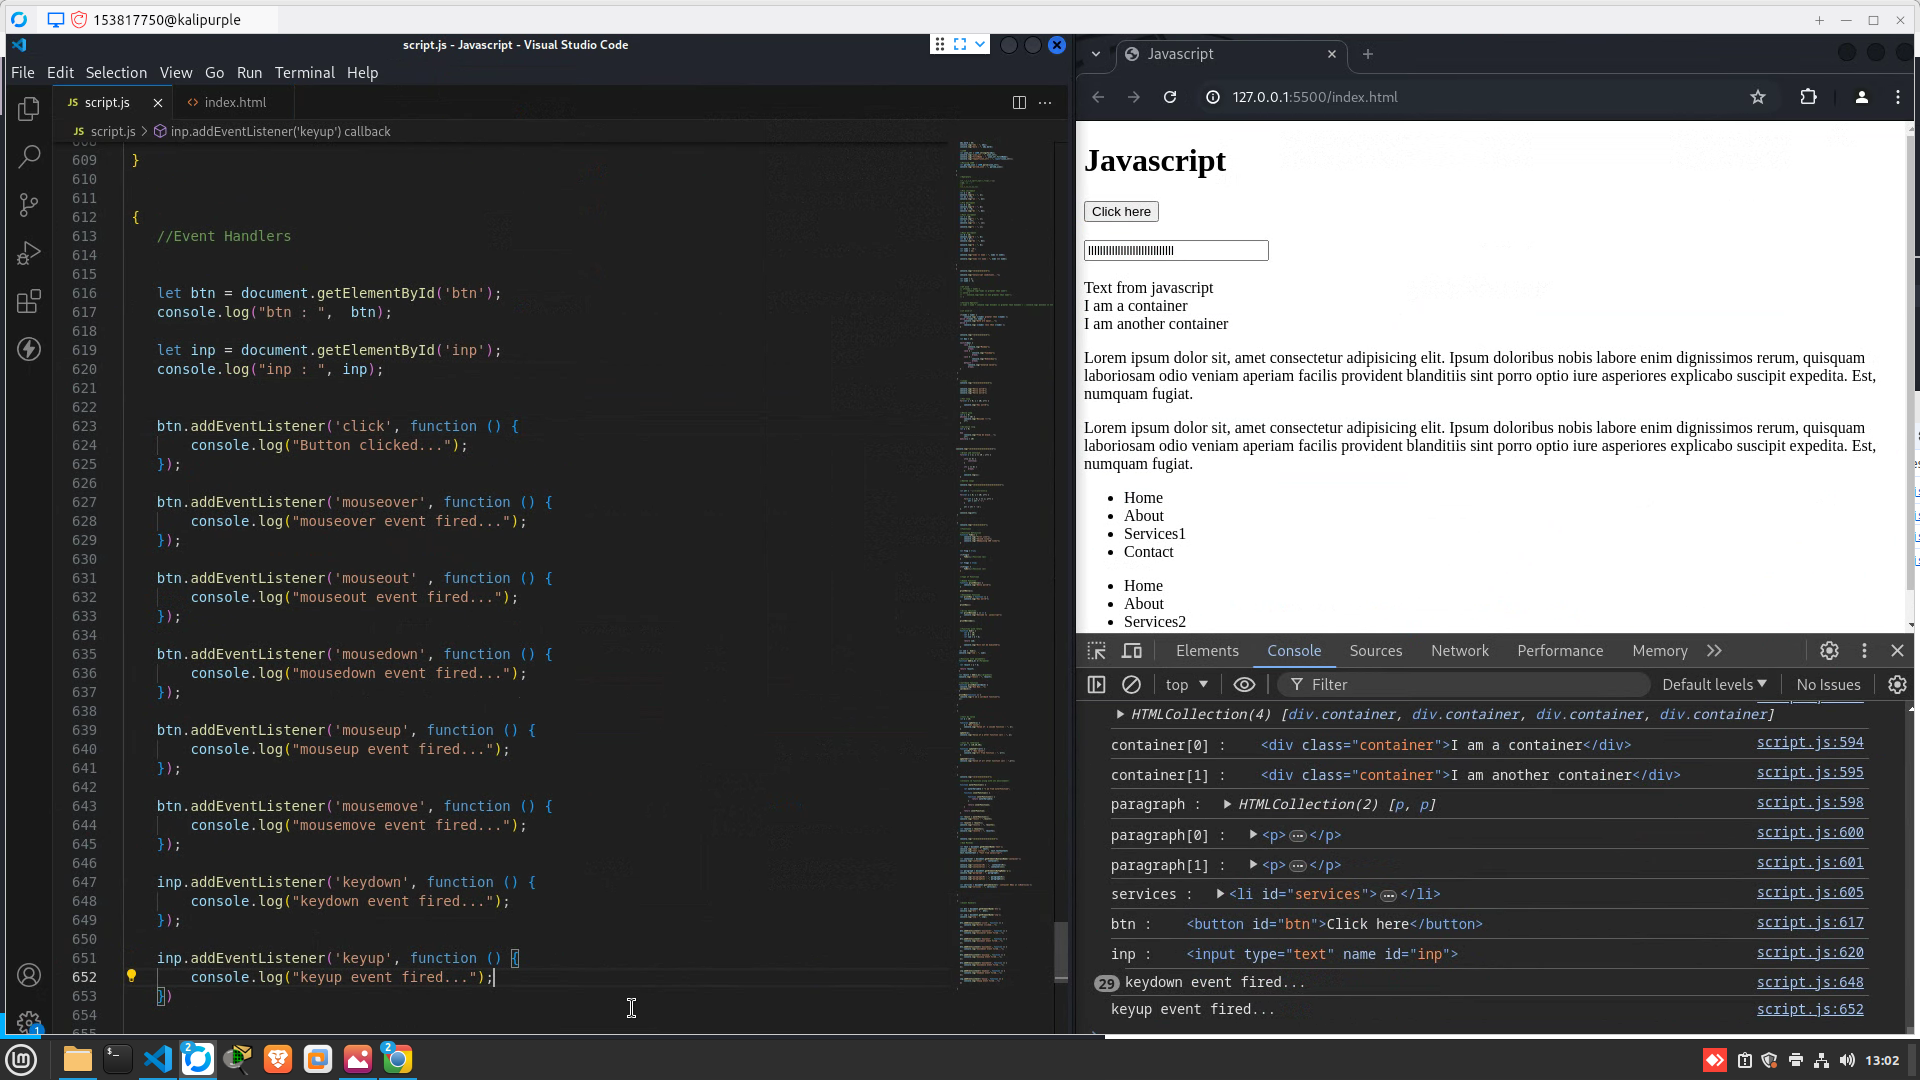 153817750@kalipurple
script.js - Javascript - Visual Studio Code
File Edit Selection View Go Run Terminal Help
JS script.js
<> index.html
JS script.js > inp.addEventListener('keyup') callback
609 }
610
611
612 {
613 //Event Handlers
614
615
616 let btn = document.getElementById('btn');
617 console.log("btn : ", btn);
618
619 let inp = document.getElementById('inp');
620 console.log("inp : ", inp);
621
622
623 btn.addEventListener('click', function () {
624 console.log("Button clicked...");
625 });
626
627 btn.addEventListener('mouseover', function () {
628 console.log("mouseover event fired...");
629 });
630
631 btn.addEventListener('mouseout' , function () {
632 console.log("mouseout event fired...");
633 });
634
635 btn.addEventListener('mousedown', function () {
636 console.log("mousedown event fired...");
637 });
638
639 btn.addEventListener('mouseup', function () {
640 console.log("mouseup event fired...");
641 });
642
643 btn.addEventListener('mousemove', function () {
644 console.log("mousemove event fired...");
645 });
646
647 inp.addEventListener('keydown', function () {
648 console.log("keydown event fired...");
649 });
650
651 inp.addEventListener('keyup', function () {
652 console.log("keyup event fired...");
653 })
654
Javascript
127.0.0.1:5500/index.html
Javascript
Click here
Text from javascript
I am a container
I am another container
Lorem ipsum dolor sit, amet consectetur adipisicing elit. Ipsum doloribus nobis labore enim dignissimos rerum, quisquam
laboriosam odio veniam aperiam facilis provident blanditiis sint porro optio iure asperiores explicabo suscipit expedita. Est,
numquam fugiat.
Lorem ipsum dolor sit, amet consectetur adipisicing elit. Ipsum doloribus nobis labore enim dignissimos rerum, quisquam
laboriosam odio veniam aperiam facilis provident blanditiis sint porro optio iure asperiores explicabo suscipit expedita. Est,
numquam fugiat.
Home
About
Services1
Contact
Home
About
Services2
Elements Console Sources Network Performance Memory
top Filter Default levels No Issues
HTMLCollection(4) [div.container, div.container, div.container, div.container]
container[0] : <div class="container">I am a container</div> script.js:594
container[1] : <div class="container">I am another container</div> script.js:595
paragraph : HTMLCollection(2) [p, p] script.js:598
paragraph[0] : <p>…</p> script.js:600
paragraph[1] : <p>…</p> script.js:601
services : <li id="services">…</li> script.js:605
btn : <button id="btn">Click here</button> script.js:617
inp : <input type="text" name id="inp"> script.js:620
29 keydown event fired... script.js:648
keyup event fired... script.js:652
1
2
2
13:02